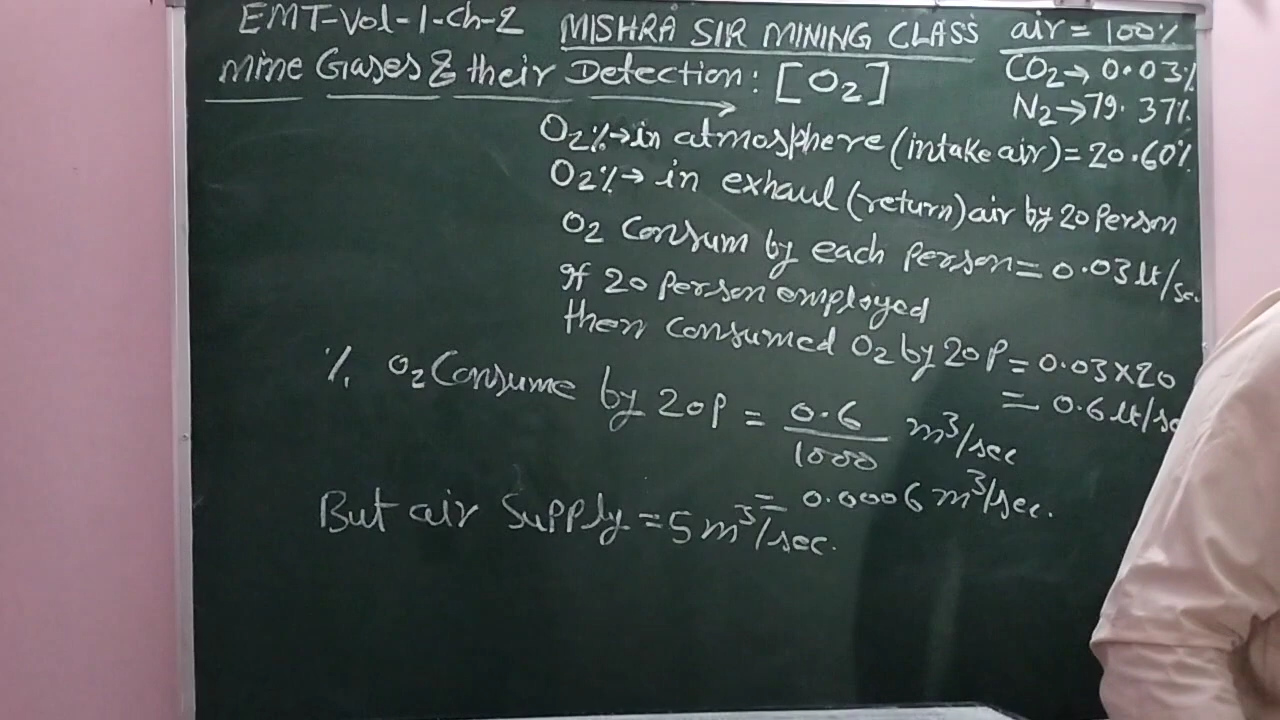 EMT-Vol-1-Ch-2 MISHRA SIR MINING CLASS air = 100%
Mine Gases & their Detection: [O2] CO2→ 0.03%
N2→79.37%
O2%→in atmosphere (intake air)= 20.60%
O2%→ in exhaul (return) air by 20 Person
O2 Consum by each Person= 0.03 lt/sec
If 20 Person employed
then Consumed O2 by 20P = 0.03×20
= 0.6 lt/sec
% O2 Consume by 20P = 0.6/1000 m³/sec
= 0.0006 m³/sec.
But air Supply = 5 m³/sec.